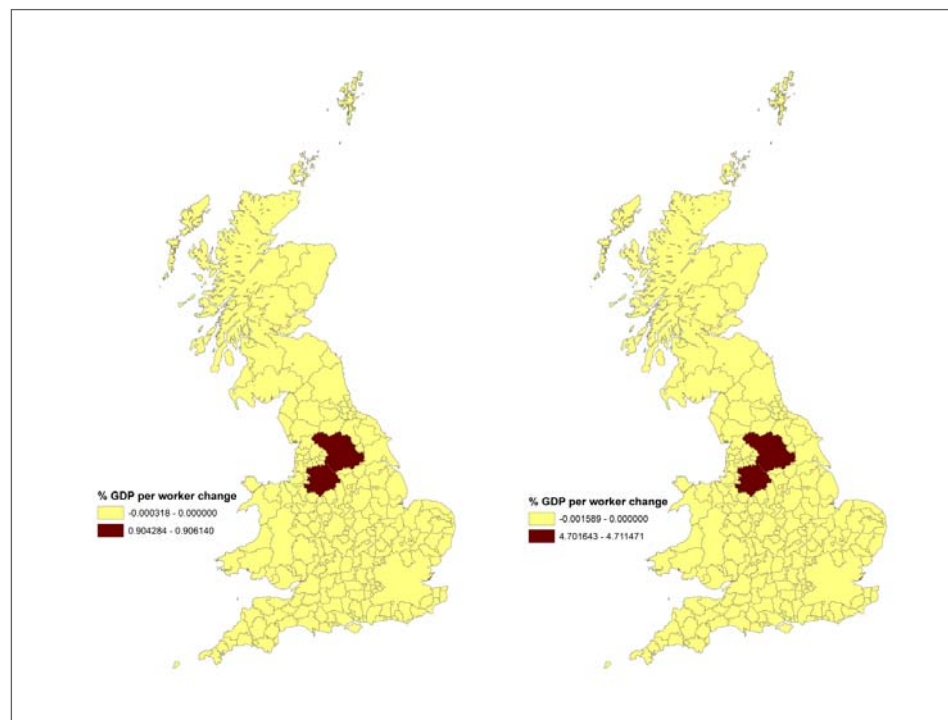 % GDP per worker change
-0.000318 - 0.000000
0.904284 - 0.906140
% GDP per worker change
-0.001589 - 0.000000
4.701643 - 4.711471